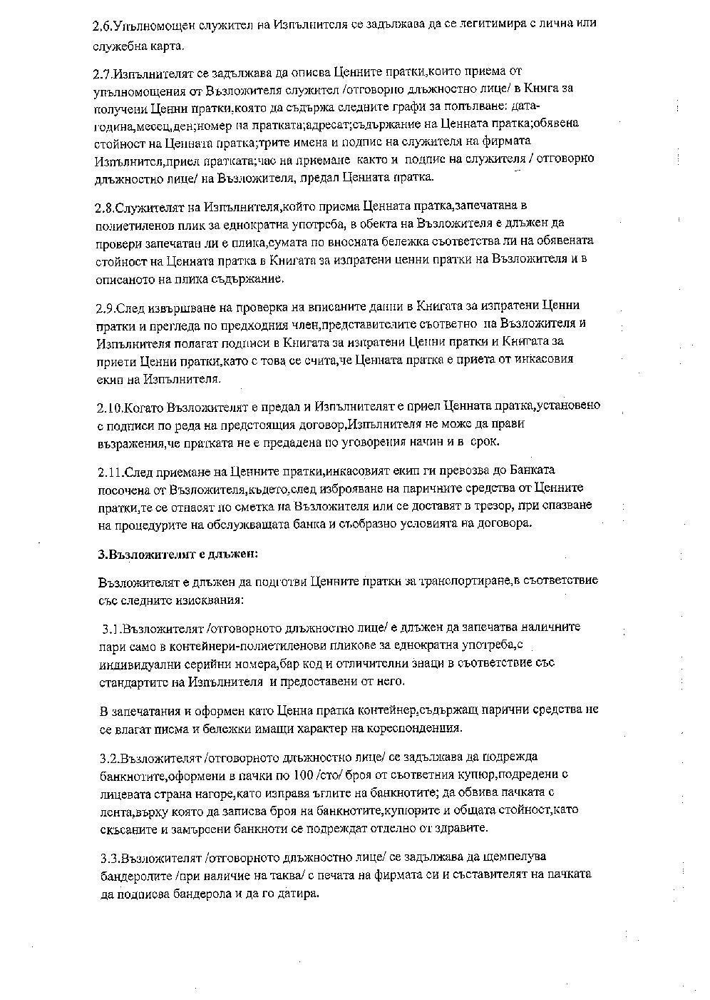 2.6.Упълномощен служител на Изпълнителя се задължава да се легитимира с лична или
служебна карта.
2.7.Изпълнителят се задължава да описва Ценните пратки,които приема от
упълномощения от Възложителя служител /отговорно длъжностно лице/ в Книга за
получени Ценни пратки,която да съдържа следните графи за попълване: дата-
година,месец,ден;номер на пратката;адресат;съдържание на Ценната пратка;обявена
стойност на Ценната пратка;трите имена и подпис на служителя на фирмата
Изпълнител,приел пратката;час на приемане както и подпис на служителя / отговорно
длъжностно лице/ на Възложителя, предал Ценната пратка.
2.8.Служителят на Изпълнителя,който приема Ценната пратка,запечатана в
полиетиленов плик за еднократна употреба, в обекта на Възложителя е длъжен да
провери запечатан ли е плика,сумата по вносната бележка съответства ли на обявената
стойност на Ценната пратка в Книгата за изпратени ценни пратки на Възложителя и в
описаното на плика съдържание.
2.9.След извършване на проверка на вписаните данни в Книгата за изпратени Ценни
пратки и прегледа по предходния член,представителите съответно на Възложителя и
Изпълнителя полагат подписи в Книгата за изпратени Ценни пратки и Книгата за
приети Ценни пратки,като с това се счита,че Ценната пратка е приета от инкасовия
екип на Изпълнителя.
2.10.Когато Възложителят е предал и Изпълнителят е приел Ценната пратка,установено
с подписи по реда на предстоящия договор,Изпълнителя не може да прави
възражения,че пратката не е предадена по уговорения начин и в срок.
2.11.След приемане на Ценните пратки,инкасовият екип ги превозва до Банката
посочена от Възложителя,където,след изброяване на паричните средства от Ценните
пратки,те се отнасят по сметка на Възложителя или се доставят в трезор, при спазване
на процедурите на обслужващата банка и съобразно условията на договора.
3.Възложителят е длъжен:
Възложителят е длъжен да подготви Ценните пратки за транспортиране,в съответствие
със следните изисквания:
3.1.Възложителят /отговорното длъжностно лице/ е длъжен да запечатва наличните
пари само в контейнери-полиетиленови пликове за еднократна употреба,с
индивидуални серийни номера,бар код и отличителни знаци в съответствие със
стандартите на Изпълнителя и предоставени от него.
В запечатания и оформен като Ценна пратка контейнер,съдържащ парични средства не
се влагат писма и бележки имащи характер на кореспонденция.
3.2.Възложителят /отговорното длъжностно лице/ се задължава да подрежда
банкнотите,оформени в пачки по 100 /сто/ броя от съответния купюр,подредени с
лицевата страна нагоре,като изправя ъглите на банкнотите; да обвива пачката с
лента,върху която да записва броя на банкнотите,купюрите и общата стойност,като
скъсаните и замърсени банкноти се подреждат отделно от здравите.
3.3.Възложителят /отговорното длъжностно лице/ се задължава да щемпелува
бандеролите /при наличие на такива/ с печата на фирмата си и съставителят на пачката
да подписва бандерола и да го датира.